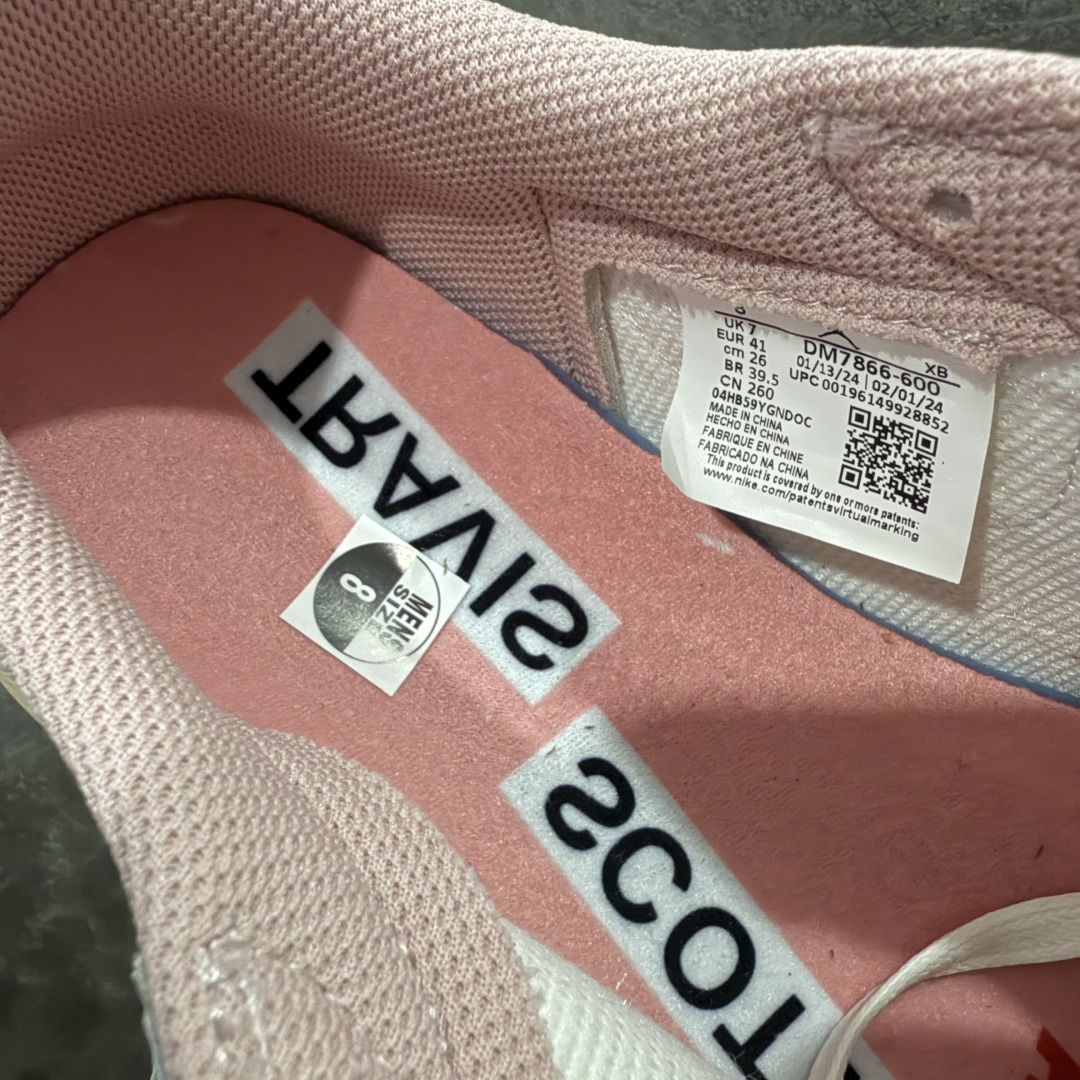 TRAVIS
SCOT
8
MENS
SIZE
8
UK 7
EUR 41
cm 26
BR 39.5
CN 260
DM7866-600
XB
01/13/24 | 02/01/24
UPC 00196149928852
04HB59YGNDOC
MADE IN CHINA
HECHO EN CHINA
FABRIQUE EN CHINE
FABRICADO NA CHINA
This product is covered by one or more patents:
www.nike.com/patentsvirtualmarking